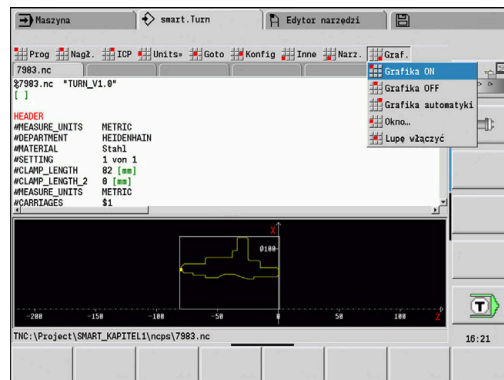 Maszyna smart.Turn Edytor narzędzi
Prog Nagł. ICP Units» Goto Konfig Inne Narz. Graf.
7983.nc
%7983.nc "TURN_V1.0"
[ ]
HEADER
#MEASURE_UNITS METRIC
#DEPARTMENT HEIDENHAIN
#MATERIAL Stahl
#SETTING 1 von 1
#CLAMP_LENGTH 82 [mm]
#CLAMP_LENGTH_2 0 [mm]
#MEASURE_UNITS METRIC
#CARRIAGES $1
Grafika ON
Grafika OFF
Grafika automatyki
Okno…
Lupę włączyć
X
Ø100
-200 -150 -100 -50 0 50 100 Z
TNC:\Project\SMART_KAPITEL1\ncps\7983.nc
T
16:21